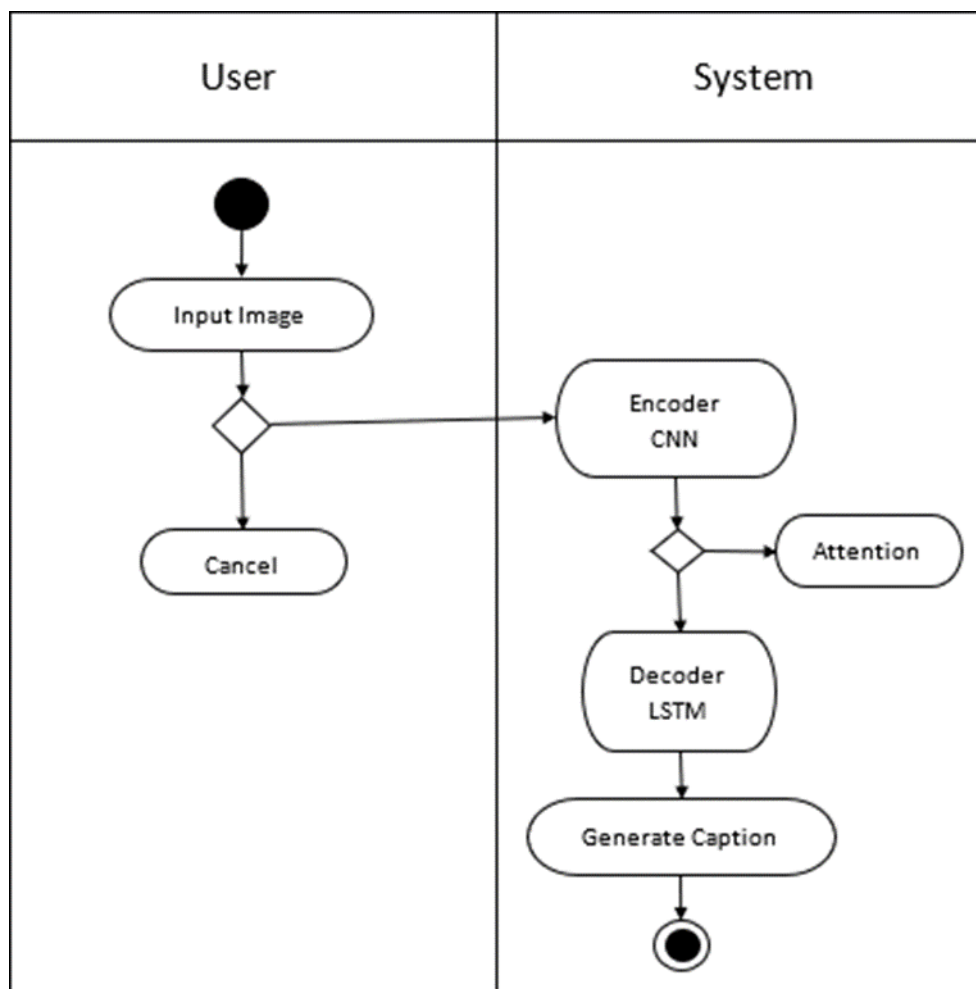 User
System
Input Image
Encoder
CNN
Cancel
Attention
Decoder
LSTM
Generate Caption